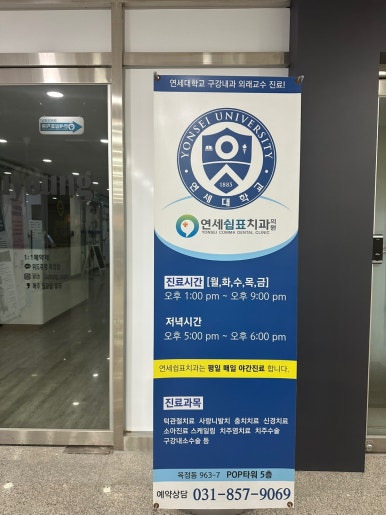 연세대학교 구강내과 외래교수 진료!
YONSEI UNIVERSITY
1885
연세대학교
연세쉼표치과의원
YONSEI COMMA DENTAL CLINIC
진료시간 [월,화,수,목,금]
오후 1:00 pm ~ 오후 9:00 pm
저녁시간
오후 5:00 pm ~ 오후 6:00 pm
연세쉼표치과는 평일 매일 야간진료 합니다.
진료과목
턱관절치료 사랑니발치 충치치료 신경치료
소아진료 스케일링 치주염치료 치주수술
구강내소수술 등
옥정동 963-7 POP타워 5층
예약상담 031-857-9069